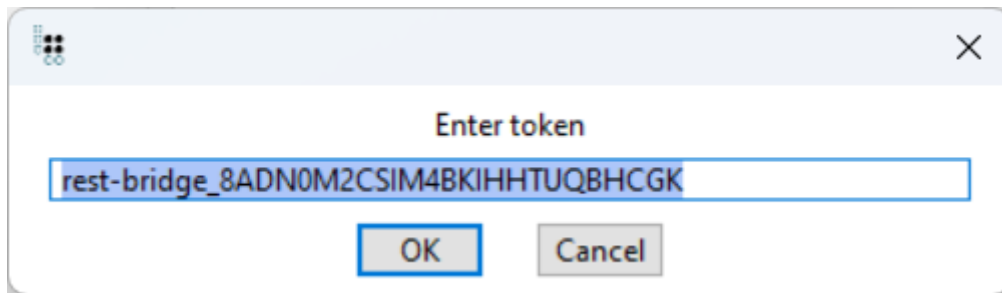 Enter token
rest-bridge_8ADN0M2CSIM4BKIHHTUQBHCGK
OK Cancel